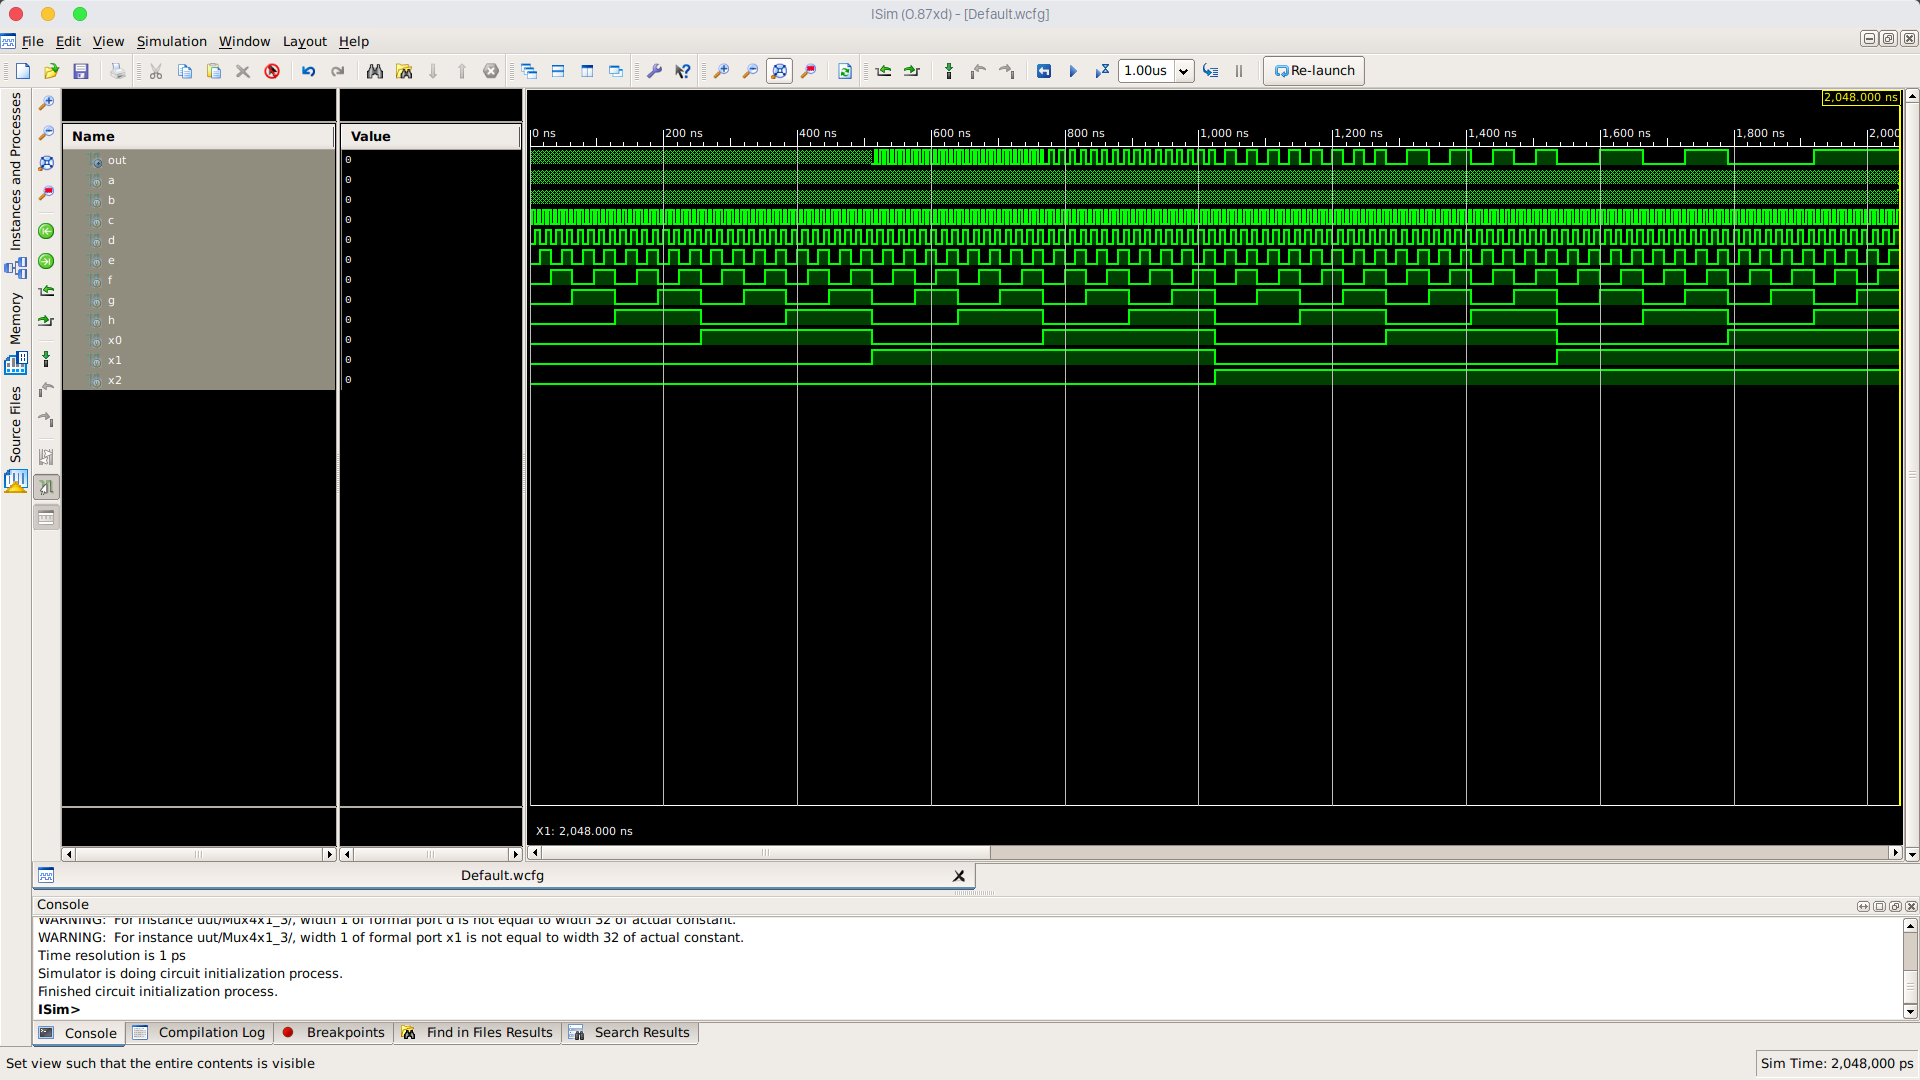 ISim (O.87xd) - [Default.wcfg]
File Edit View Simulation Window Layout Help
1.00us
Re-launch
Instances and Processes
Memory
Source Files
Name
Value
out 0
a 0
b 0
c 0
d 0
e 0
f 0
g 0
h 0
x0 0
x1 0
x2 0
2,048.000 ns
0 ns 200 ns 400 ns 600 ns 800 ns 1,000 ns 1,200 ns 1,400 ns 1,600 ns 1,800 ns 2,000
X1: 2,048.000 ns
Default.wcfg
Console
WARNING: For instance uut/Mux4x1_3/, width 1 of formal port d is not equal to width 32 of actual constant.
WARNING: For instance uut/Mux4x1_3/, width 1 of formal port x1 is not equal to width 32 of actual constant.
Time resolution is 1 ps
Simulator is doing circuit initialization process.
Finished circuit initialization process.
ISim>
Console Compilation Log Breakpoints Find in Files Results Search Results
Set view such that the entire contents is visible
Sim Time: 2,048,000 ps